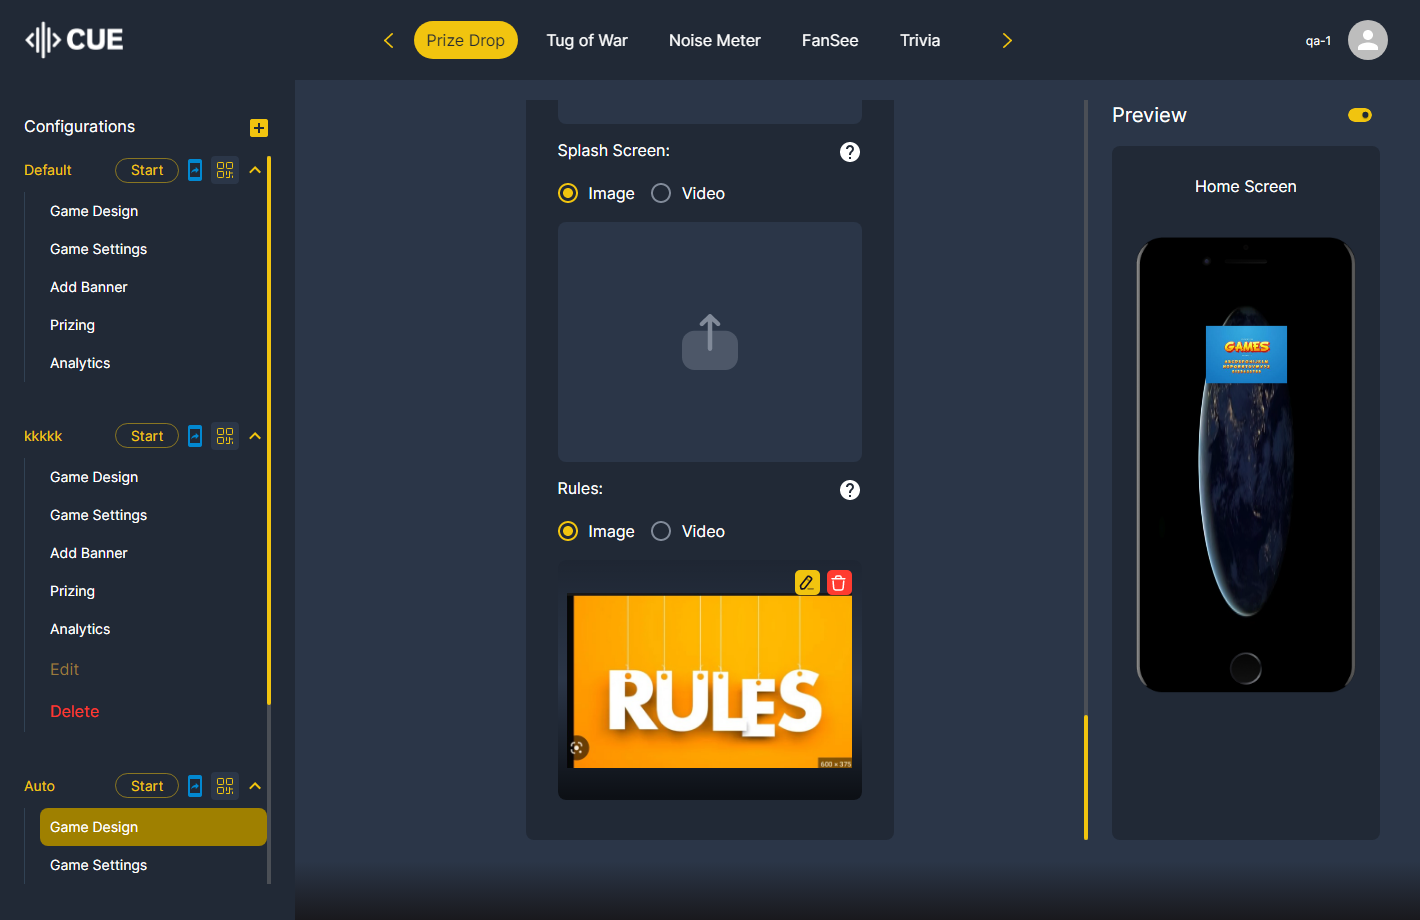 CUE
Prize Drop
Tug of War
Noise Meter
FanSee
Trivia
qa-1
Configurations
Default
Start
Game Design
Game Settings
Add Banner
Prizing
Analytics
kkkkk
Start
Game Design
Game Settings
Add Banner
Prizing
Analytics
Edit
Delete
Auto
Start
Game Design
Game Settings
Splash Screen:
Image
Video
Rules:
Image
Video
RULES
600 × 375
Preview
Home Screen
GAMES